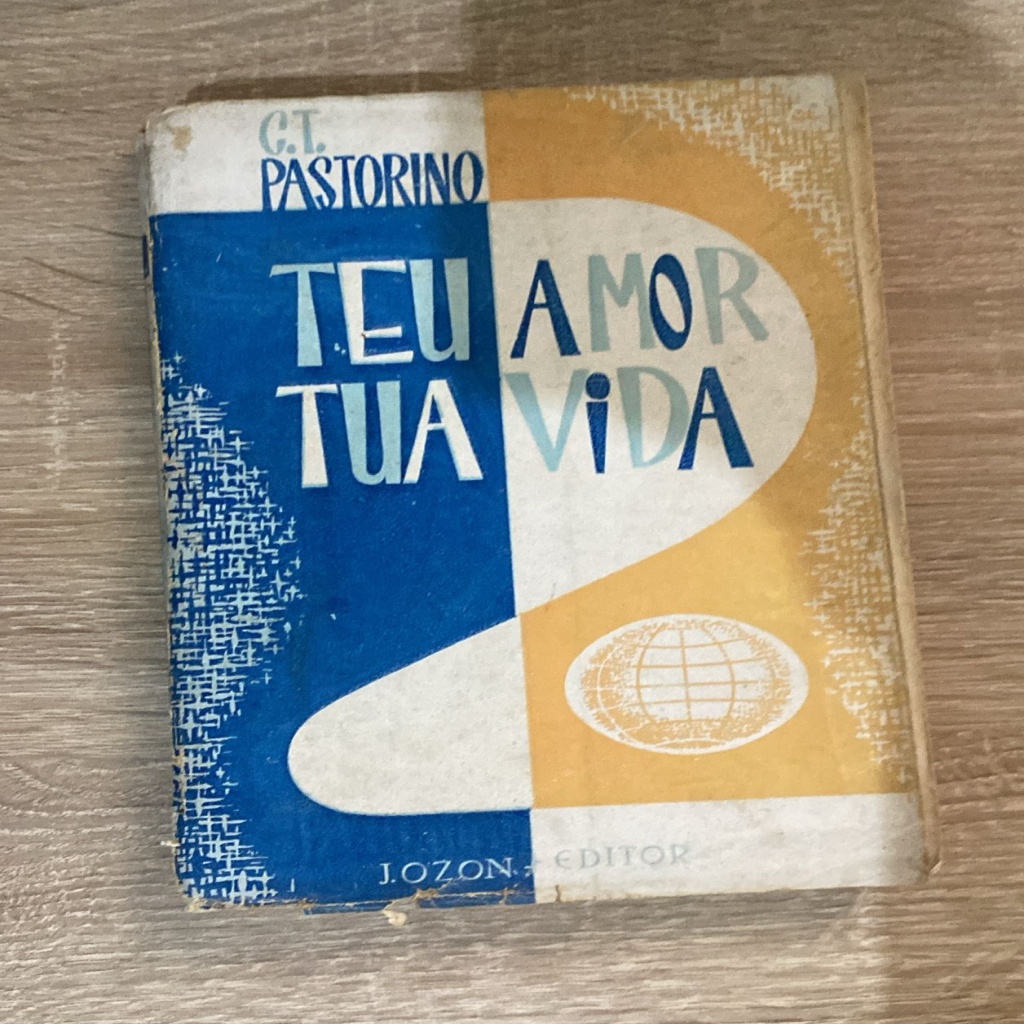 C.T.
PASTORINO
TEU AMOR
TUA ViDA
J.OZON + EDITOR